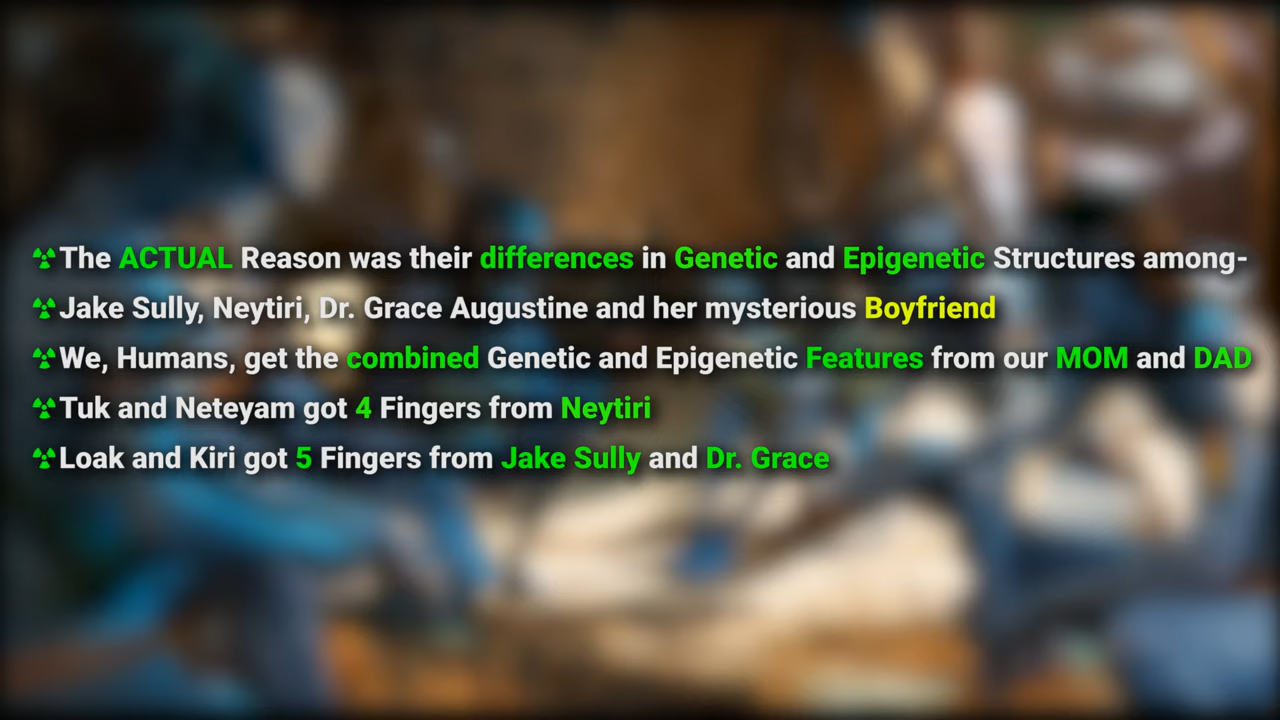 ☢The ACTUAL Reason was their differences in Genetic and Epigenetic Structures among-
☢Jake Sully, Neytiri, Dr. Grace Augustine and her mysterious Boyfriend
☢We, Humans, get the combined Genetic and Epigenetic Features from our MOM and DAD
☢Tuk and Neteyam got 4 Fingers from Neytiri
☢Loak and Kiri got 5 Fingers from Jake Sully and Dr. Grace